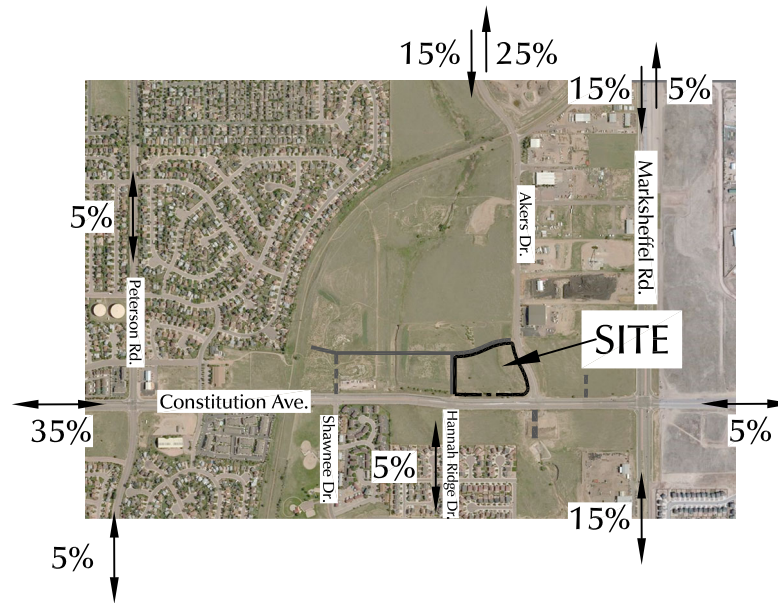 15% 25%
15% 5%
5%
Akers Dr.
Marksheffel Rd.
Peterson Rd.
SITE
Constitution Ave.
35%
Shawnee Dr.
5%
Hannah Ridge Dr.
5%
15%
5%